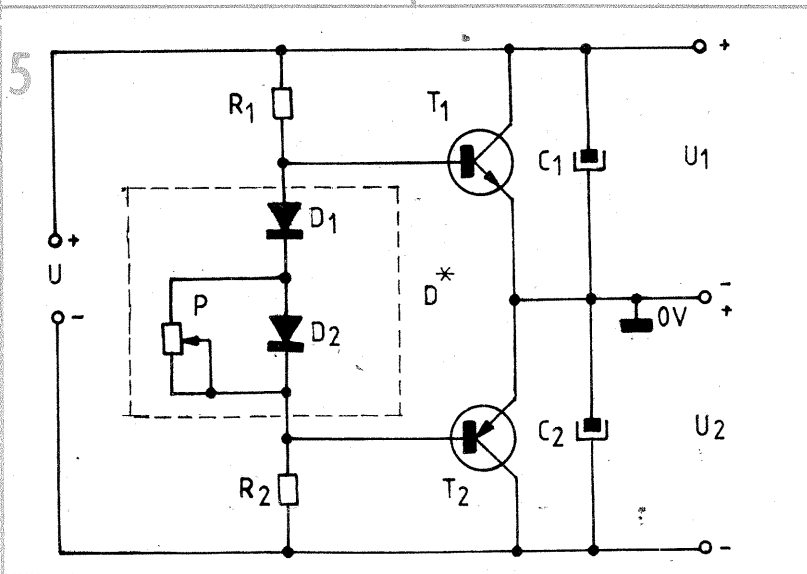 5
R1
T1
+
C1
U1
D1
+
U
-
P
D*
D2
-
+
0V
R2
T2
C2
U2
-